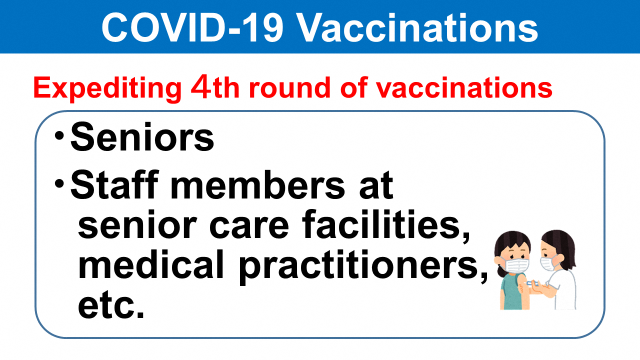 COVID-19 Vaccinations
Expediting 4th round of vaccinations
・Seniors
・Staff members at
senior care facilities,
medical practitioners,
etc.